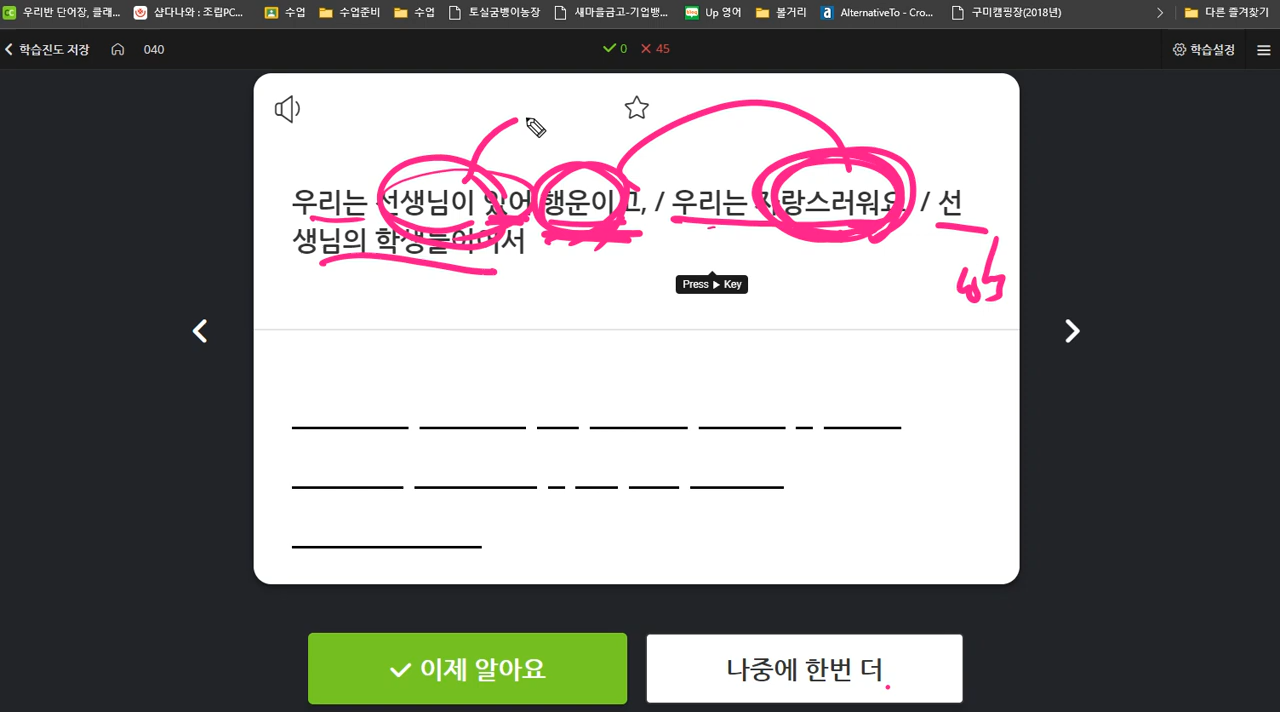 우리반 단어장, 클래... 샵다나와 : 조립PC... 수업 수업준비 수업 토실굼벵이농장 새마을금고-기업뱅... Up 영어 볼거리 AlternativeTo - Cro... 구미캠핑장(2018년) 다른 즐겨찾기
학습진도 저장 040 0 45 학습설정
우리는 선생님이 있어 행운이고, / 우리는 자랑스러워요 / 선
생님의 학생들이어서
Press ▶ Key
이제 알아요 나중에 한번 더